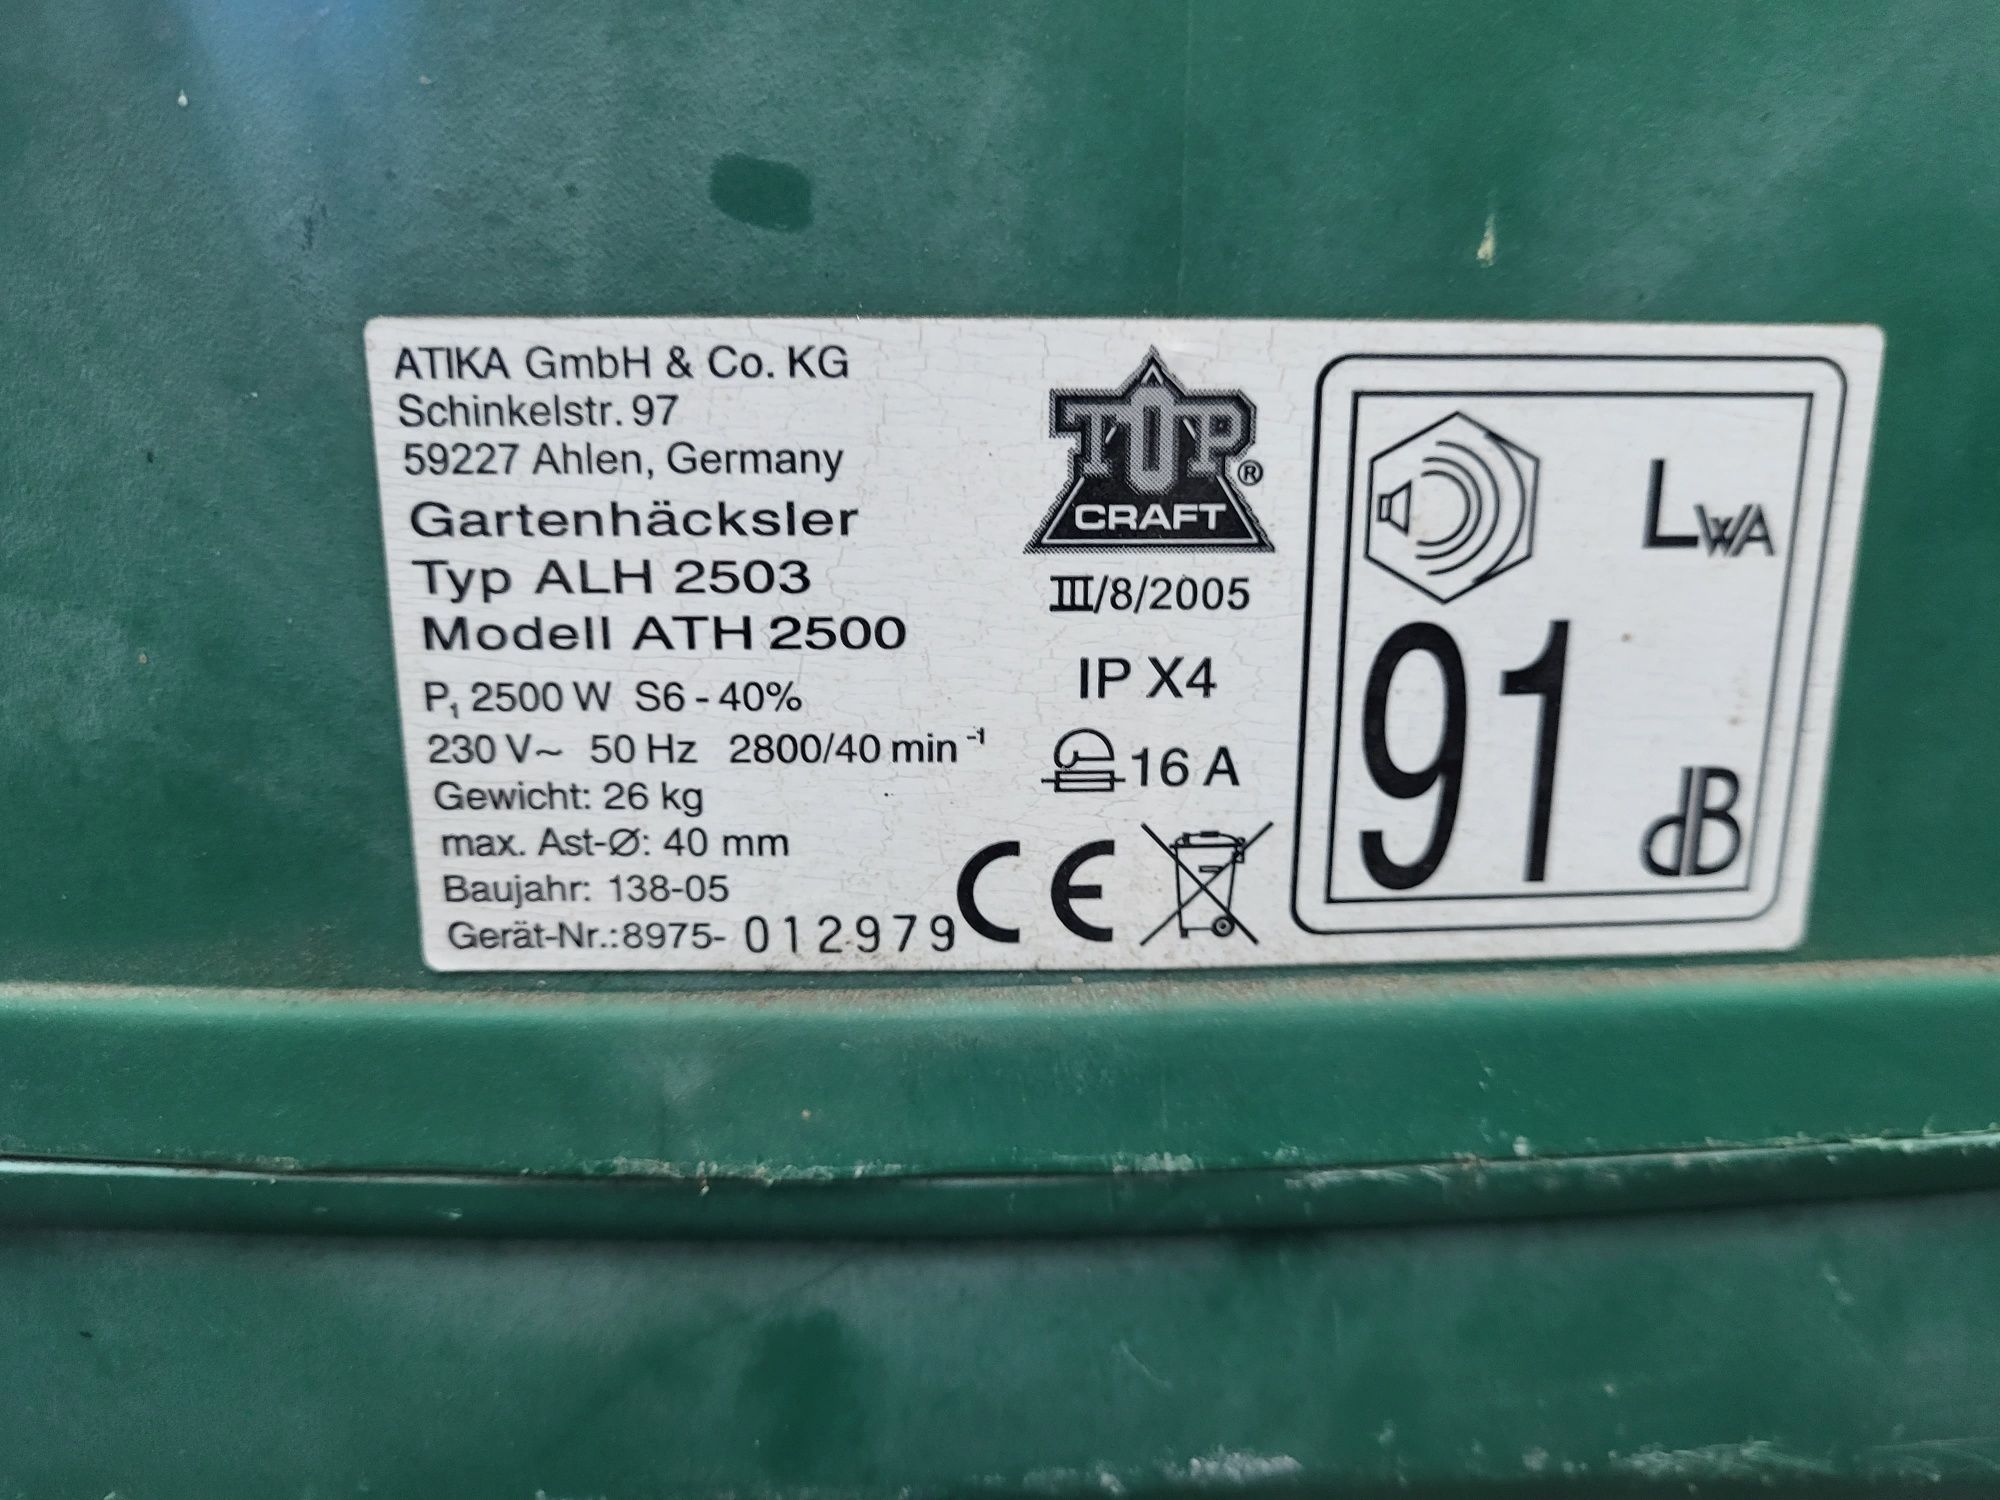 ATIKA GmbH & Co. KG
Schinkelstr. 97
59227 Ahlen, Germany
Gartenhäcksler
Typ ALH 2503
Modell ATH 2500
P₁ 2500 W S6 - 40%
230 V~ 50 Hz 2800/40 min⁻¹
Gewicht: 26 kg
max. Ast-Ø: 40 mm
Baujahr: 138-05
Gerät-Nr.:8975- 012979
TOP
®
CRAFT
III/8/2005
IP X4
16 A
CE
LWA
91
dB